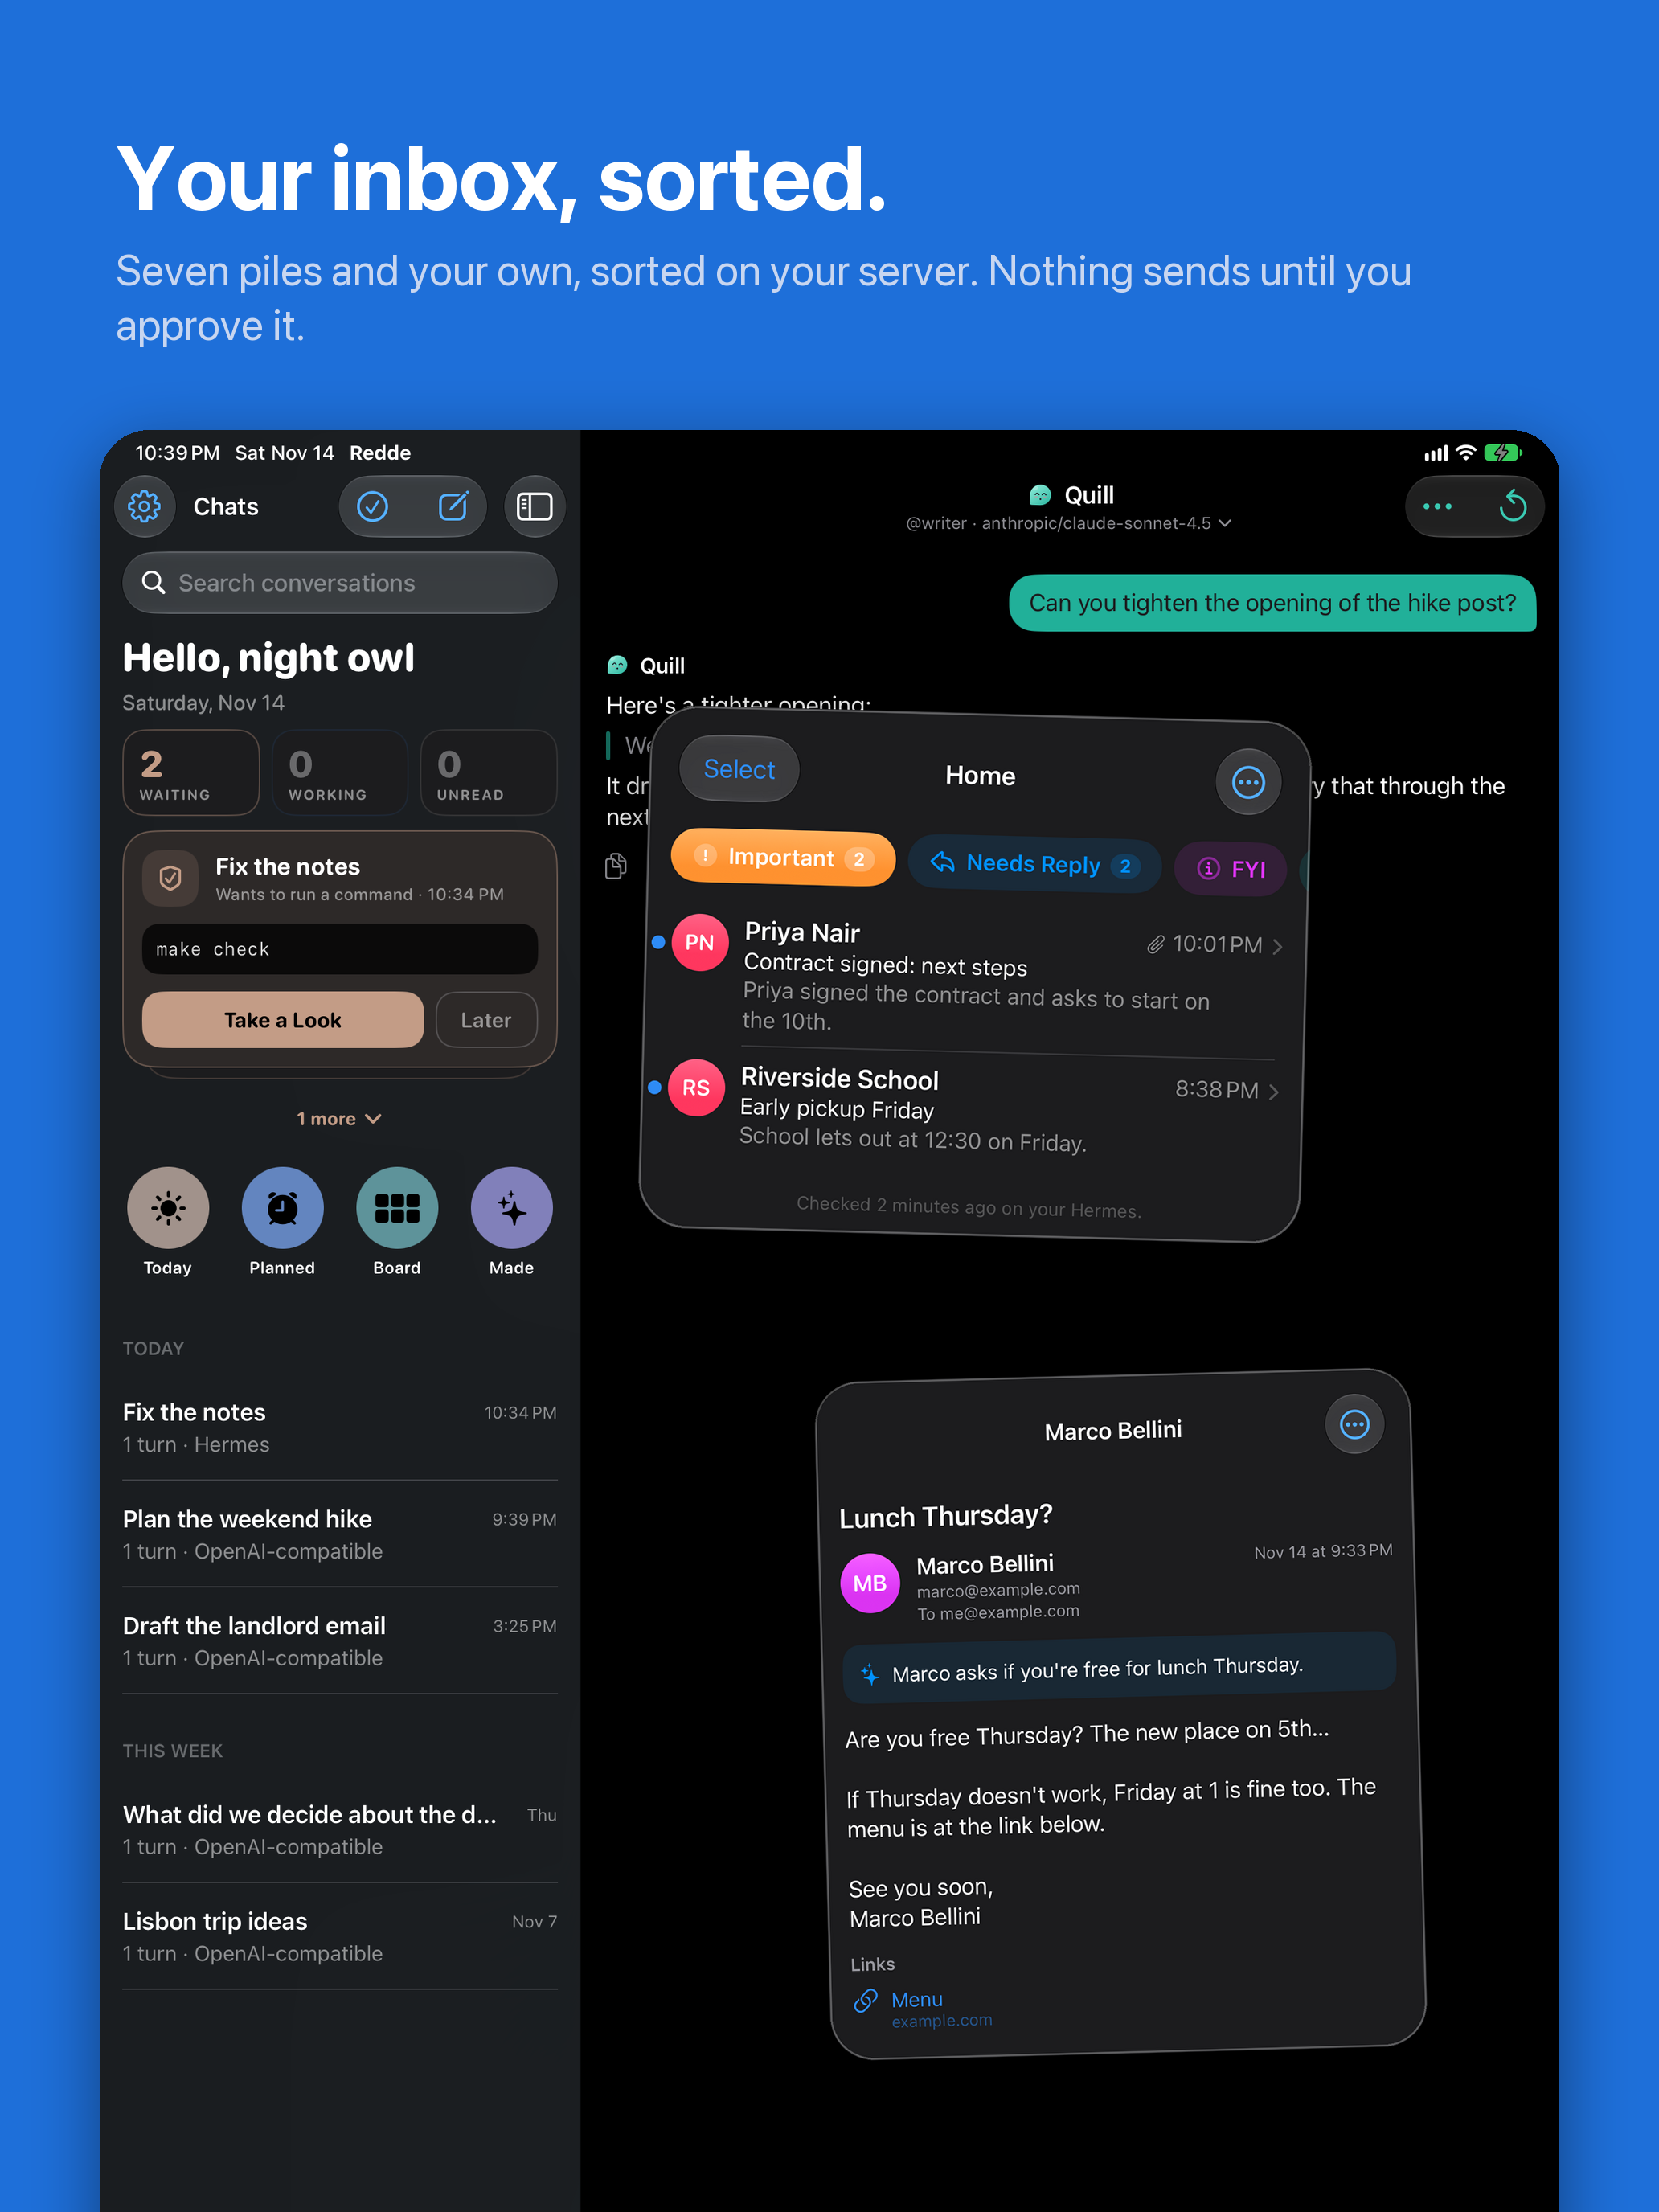 Your inbox, sorted.
Seven piles and your own, sorted on your server. Nothing sends until you
approve it.
10:39 PM Sat Nov 14 Redde
Chats
Search conversations
Hello, night owl
Saturday, Nov 14
2 WAITING
0 WORKING
0 UNREAD
Fix the notes
Wants to run a command · 10:34 PM
make check
Take a Look
Later
1 more
Today
Planned
Board
Made
TODAY
Fix the notes 10:34 PM
1 turn · Hermes
Plan the weekend hike 9:39 PM
1 turn · OpenAI-compatible
Draft the landlord email 3:25 PM
1 turn · OpenAI-compatible
THIS WEEK
What did we decide about the d... Thu
1 turn · OpenAI-compatible
Lisbon trip ideas Nov 7
1 turn · OpenAI-compatible
Quill
@writer · anthropic/claude-sonnet-4.5
Can you tighten the opening of the hike post?
Quill
Here's a tighter opening:
It
that through the
Select
Home
Important 2
Needs Reply 2
FYI
PN
Priya Nair 10:01 PM
Contract signed: next steps
Priya signed the contract and asks to start on
the 10th.
RS
Riverside School 8:38 PM
Early pickup Friday
School lets out at 12:30 on Friday.
Checked 2 minutes ago on your Hermes.
Marco Bellini
Lunch Thursday?
MB
Marco Bellini Nov 14 at 9:33 PM
marco@example.com
To me@example.com
Marco asks if you're free for lunch Thursday.
Are you free Thursday? The new place on 5th...
If Thursday doesn't work, Friday at 1 is fine too. The
menu is at the link below.
See you soon,
Marco Bellini
Links
Menu
example.com